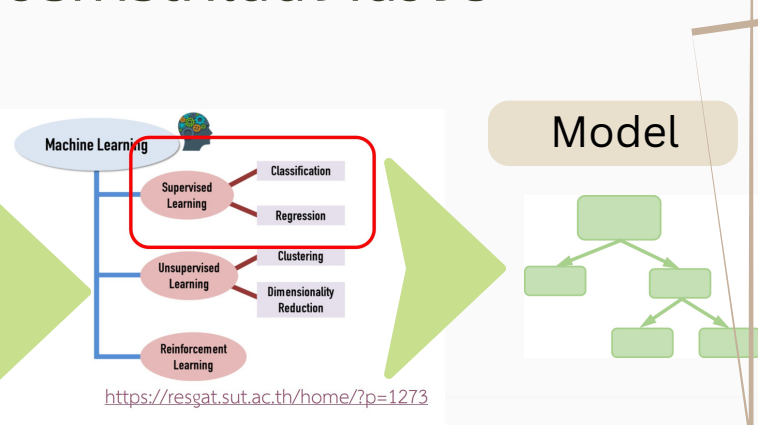 Model
Machine Learning
Supervised
Learning
Classification
Regression
Unsupervised
Learning
Clustering
Dimensionality
Reduction
Reinforcement
Learning
https://resgat.sut.ac.th/home/?p=1273